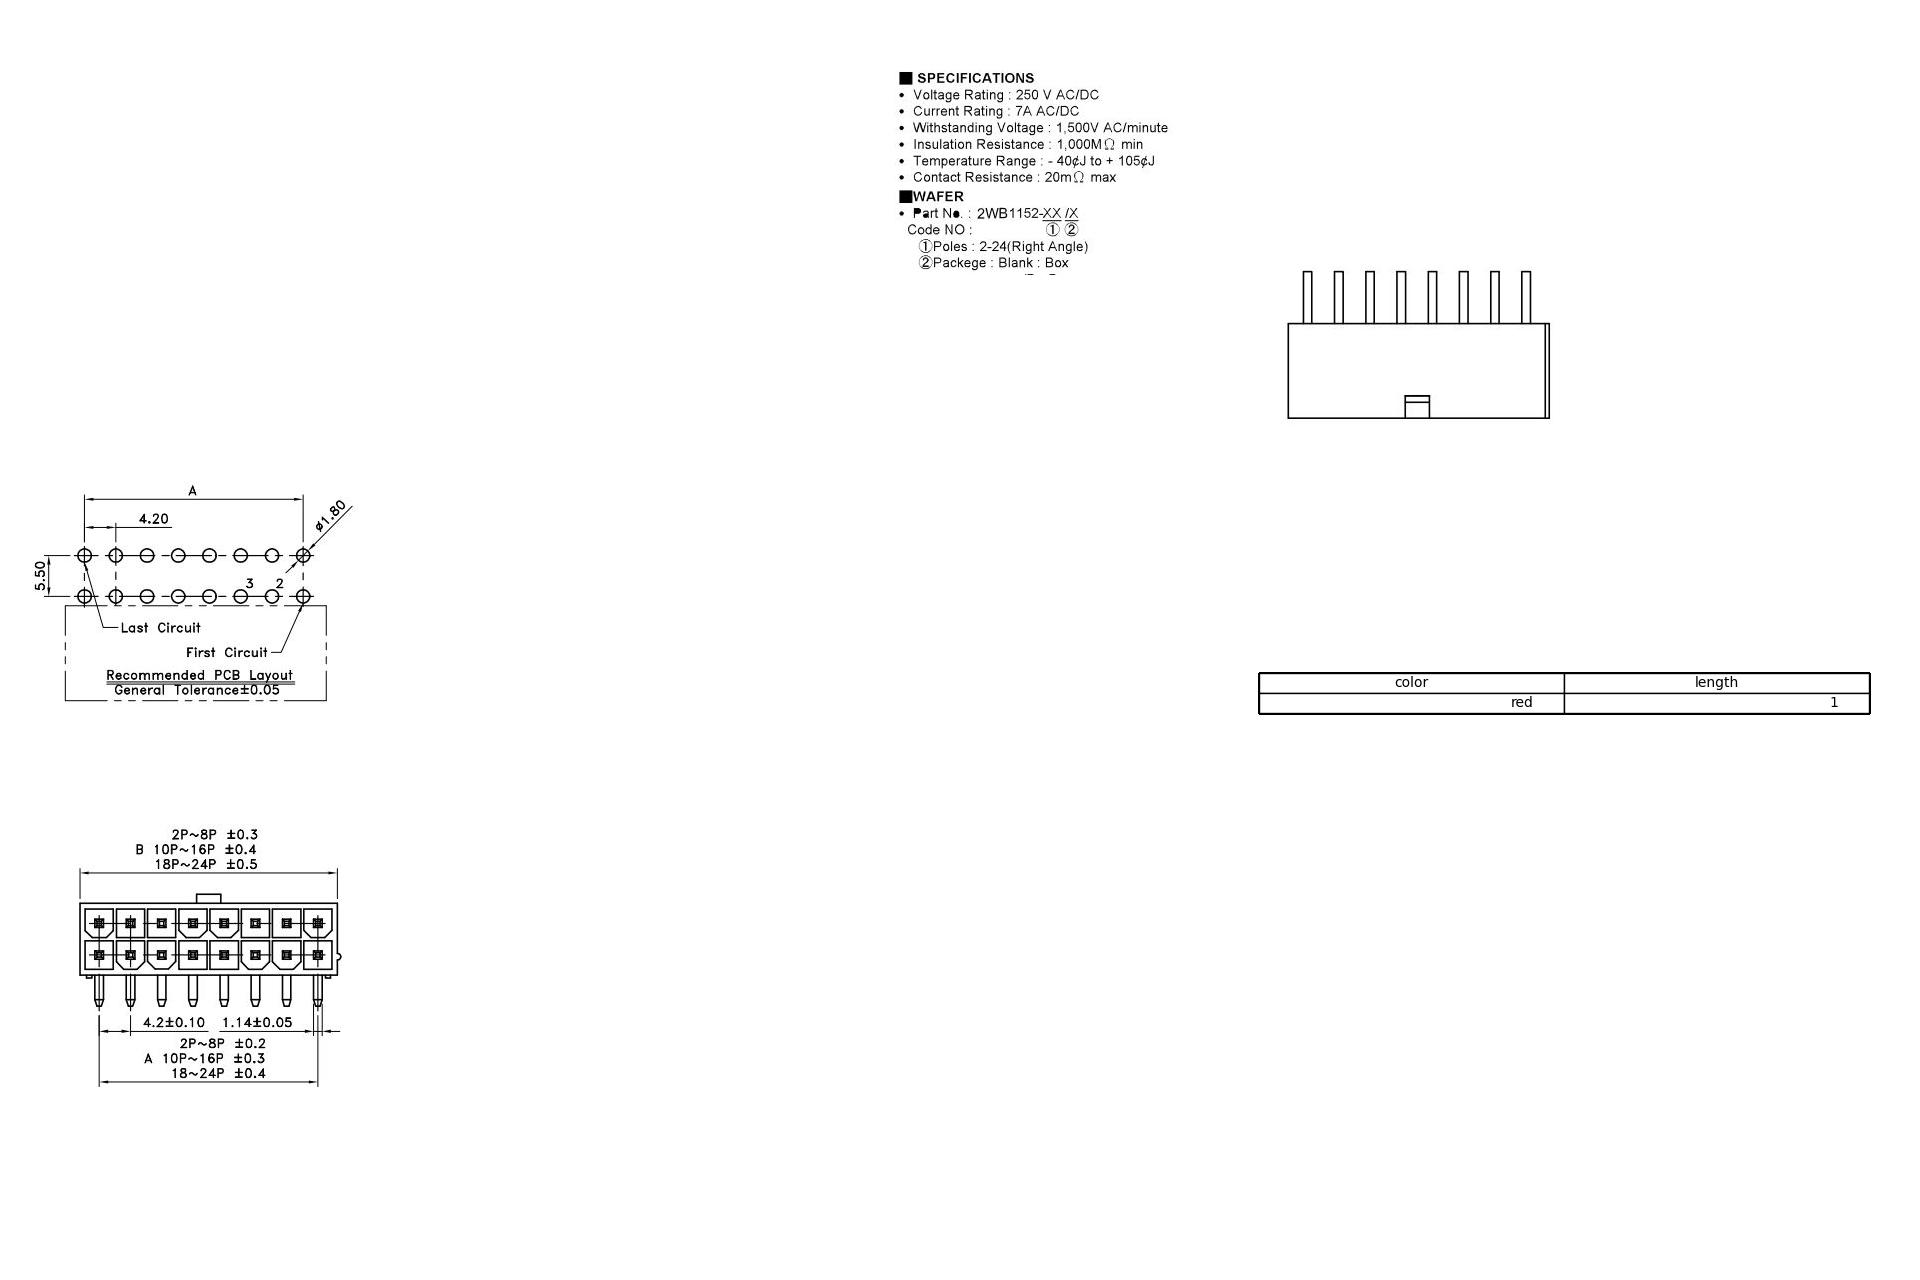 ■ SPECIFICATIONS
• Voltage Rating : 250 V AC/DC
• Current Rating : 7A AC/DC
• Withstanding Voltage : 1,500V AC/minute
• Insulation Resistance : 1,000MΩ min
• Temperature Range : - 40¢J to + 105¢J
• Contact Resistance : 20mΩ max
■WAFER
• Part No. : 2WB1152-XX /X
Code NO : ① ②
①Poles : 2-24(Right Angle)
②Packege : Blank : Box
A
4.20
ø1.80
5.50
3 2
Last Circuit
First Circuit
Recommended PCB Layout
General Tolerance±0.05
color length
red 1
2P~8P ±0.3
B 10P~16P ±0.4
18P~24P ±0.5
4.2±0.10 1.14±0.05
2P~8P ±0.2
A 10P~16P ±0.3
18~24P ±0.4